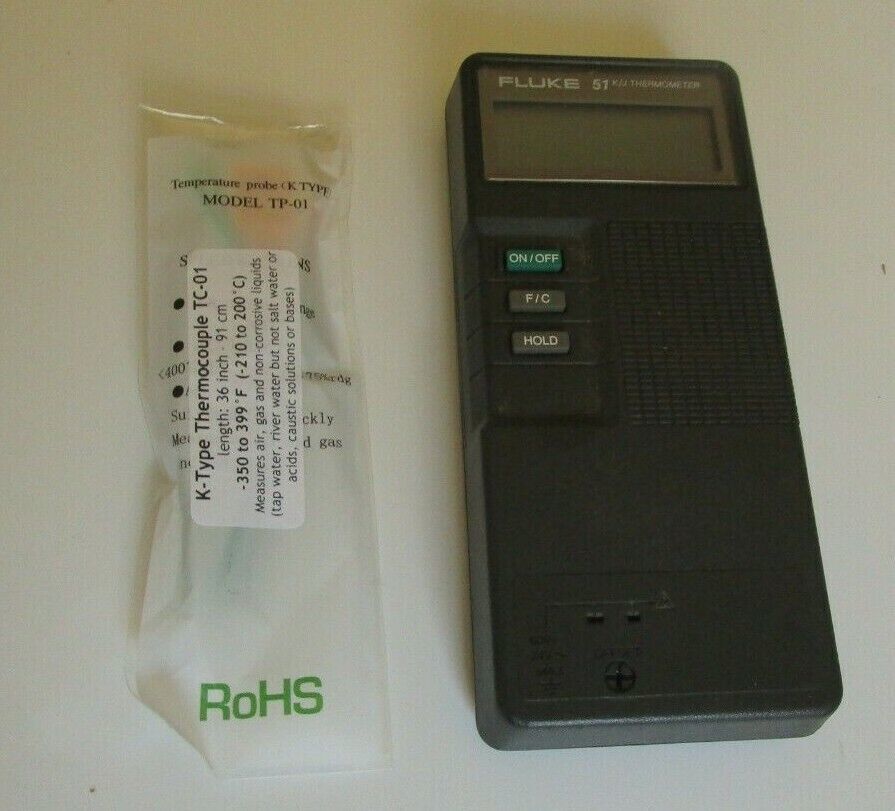 Temperature probe (K TYPE)
MODEL TP-01
K-Type Thermocouple TC-01
length: 36 inch - 91 cm
-350 to 399°F (-210 to 200°C)
Measures air, gas and non-corrosive liquids
(tap water, river water but not salt water or
acids, caustic solutions or bases)
RoHS
FLUKE 51 K/J THERMOMETER
ON/OFF
F/C
HOLD